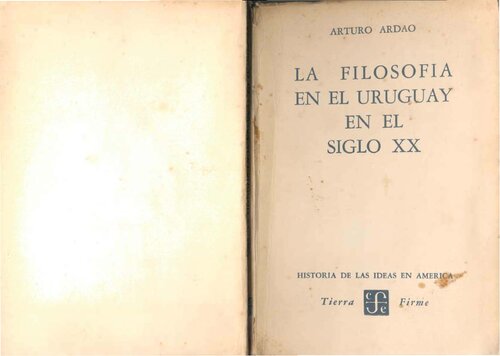 ARTURO ARDAO
LA FILOSOFIA
EN EL URUGUAY
EN EL
SIGLO XX
HISTORIA DE LAS IDEAS EN AMERICA
Tierra Firme